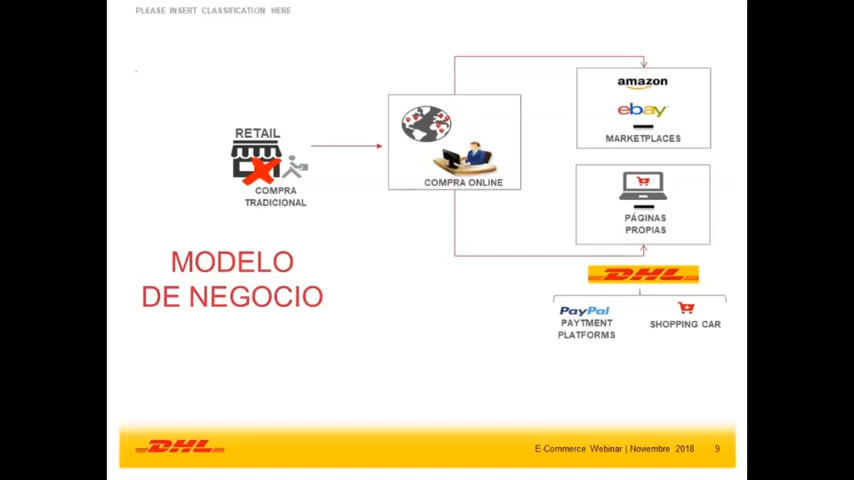 PLEASE INSERT CLASSIFICATION HERE
RETAIL
COMPRA
TRADICIONAL
COMPRA ONLINE
amazon
ebay
MARKETPLACES
PÁGINAS
PROPIAS
DHL
PayPal
PAYTMENT
PLATFORMS
SHOPPING CAR
MODELO
DE NEGOCIO
DHL
E-Commerce Webinar | Noviembre 2018 9